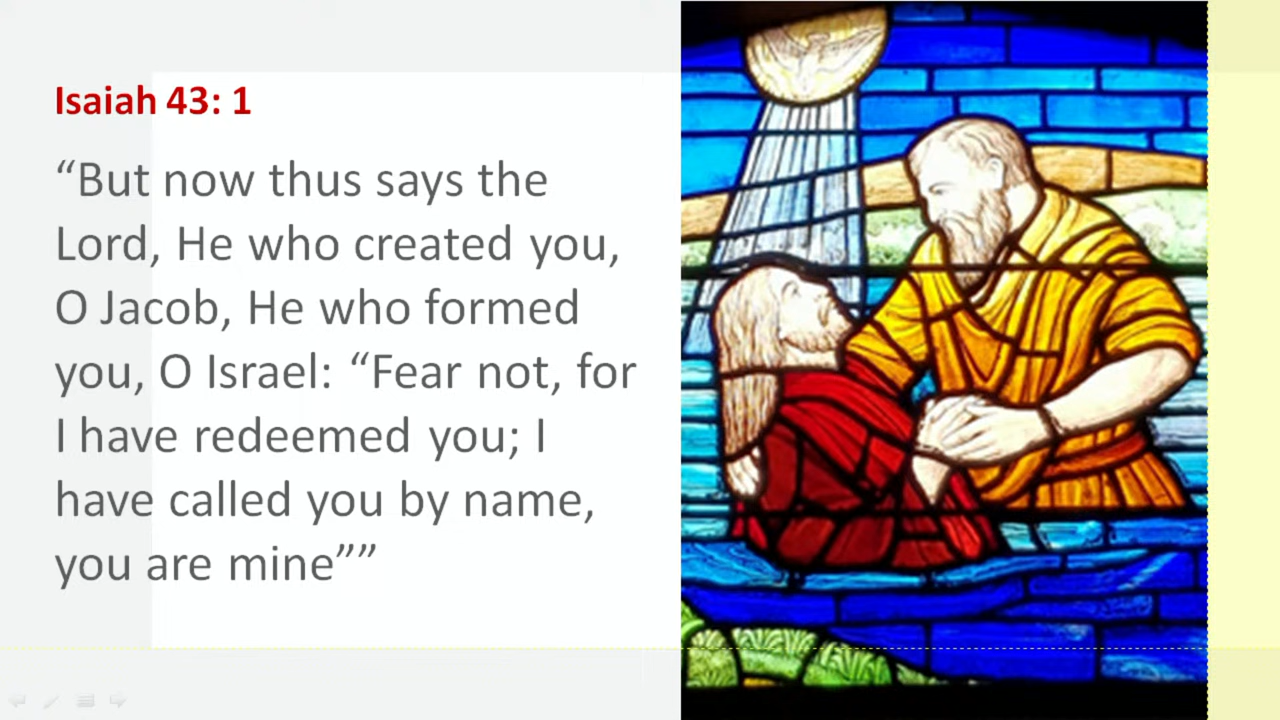 Isaiah 43: 1
“But now thus says the
Lord, He who created you,
O Jacob, He who formed
you, O Israel: “Fear not, for
I have redeemed you; I
have called you by name,
you are mine””